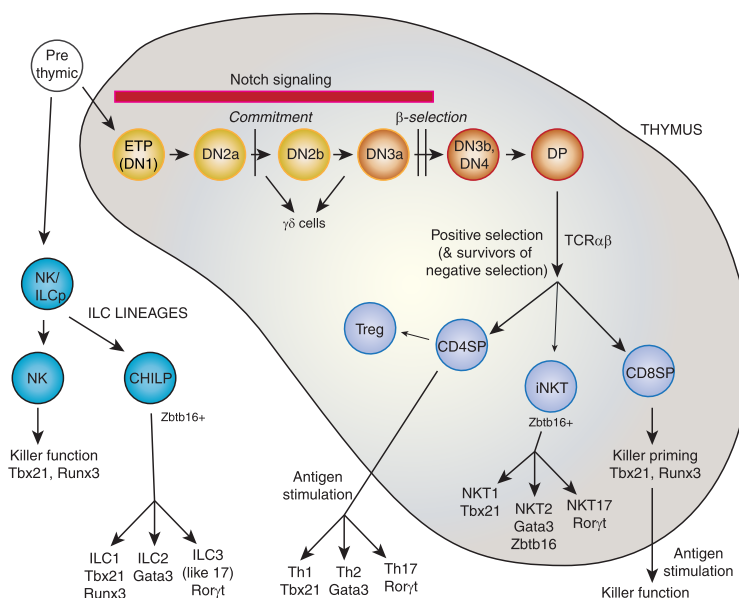 Pre
thymic
Notch signaling
Commitment
β-selection
THYMUS
ETP
(DN1)
DN2a
DN2b
DN3a
DN3b,
DN4
DP
γδ cells
Positive selection
(& survivors of
negative selection)
TCRαβ
NK/
ILCp
ILC LINEAGES
Treg
CD4SP
iNKT
CD8SP
NK
CHILP
Zbtb16+
Zbtb16+
Killer function
Tbx21, Runx3
Killer priming
Tbx21, Runx3
Antigen
stimulation
NKT1
Tbx21
NKT2
Gata3
Zbtb16
NKT17
Rorγt
ILC1
Tbx21
Runx3
ILC2
Gata3
ILC3
(like 17)
Rorγt
Th1
Tbx21
Th2
Gata3
Th17
Rorγt
Antigen
stimulation
Killer function